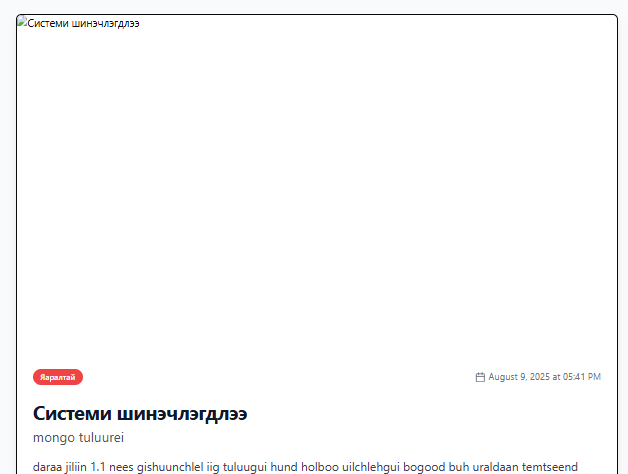 Системи шинэчлэгдлээ
Яаралтай
August 9, 2025 at 05:41 PM
Системи шинэчлэгдлээ
mongo tuluurei
daraa jiliin 1.1 nees gishuunchlel iig tuluugui hund holboo uilchlehgui bogood buh uraldaan temtseend